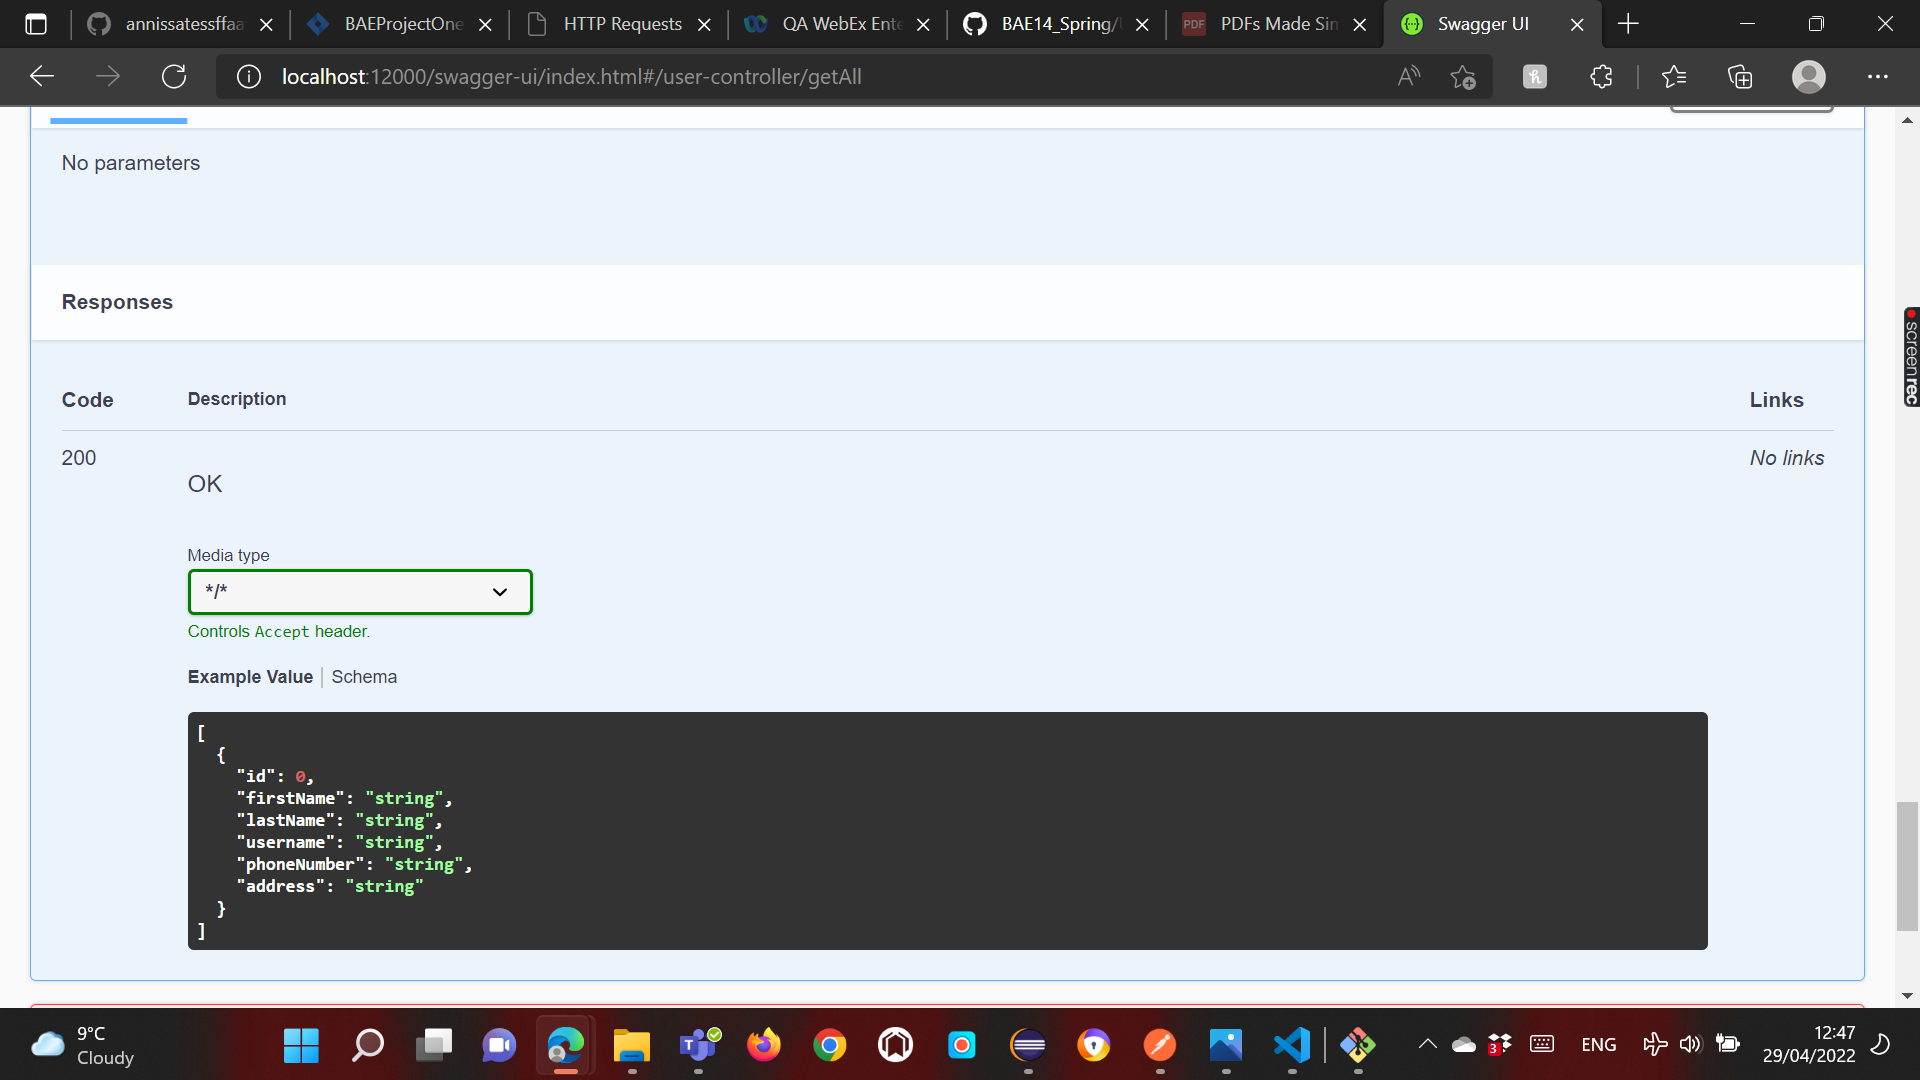 annissatessffaa
BAEProjectOne
HTTP Requests
QA WebEx Ente
BAE14_Spring/
PDF
PDFs Made Sim
Swagger UI
localhost:12000/swagger-ui/index.html#/user-controller/getAll
No parameters
Responses
Code Description Links
200 No links
OK
Media type
*/*
Controls Accept header.
Example Value | Schema
[
{
"id": 0,
"firstName": "string",
"lastName": "string",
"username": "string",
"phoneNumber": "string",
"address": "string"
}
]
screenrec
9°C
Cloudy
3
ENG
12:47
29/04/2022